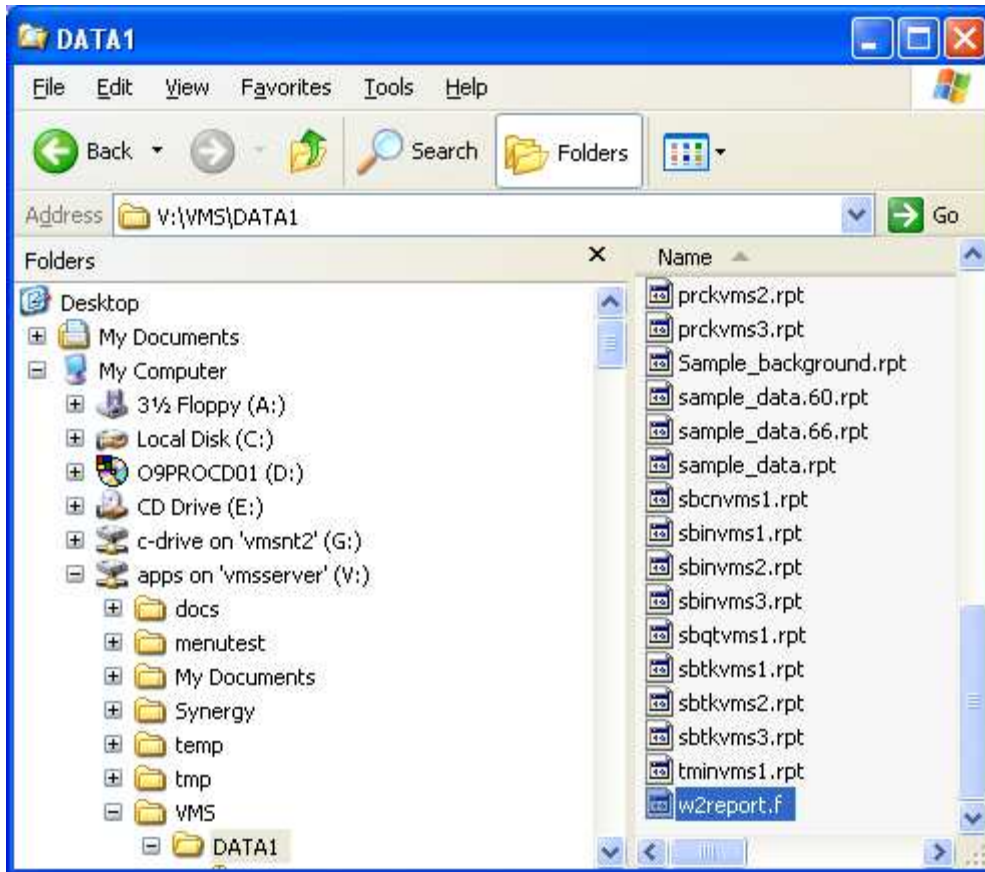 DATA1
File Edit View Favorites Tools Help
Back Search Folders
Address V:\VMS\DATA1 Go
Folders
Desktop
My Documents
My Computer
3½ Floppy (A:)
Local Disk (C:)
O9PROCD01 (D:)
CD Drive (E:)
c-drive on 'vmsnt2' (G:)
apps on 'vmsserver' (V:)
docs
menutest
My Documents
Synergy
temp
tmp
VMS
DATA1
Name
prckvms2.rpt
prckvms3.rpt
Sample_background.rpt
sample_data.60.rpt
sample_data.66.rpt
sample_data.rpt
sbcnvms1.rpt
sbinvms1.rpt
sbinvms2.rpt
sbinvms3.rpt
sbqtvms1.rpt
sbtkvms1.rpt
sbtkvms2.rpt
sbtkvms3.rpt
tminvms1.rpt
w2report.f